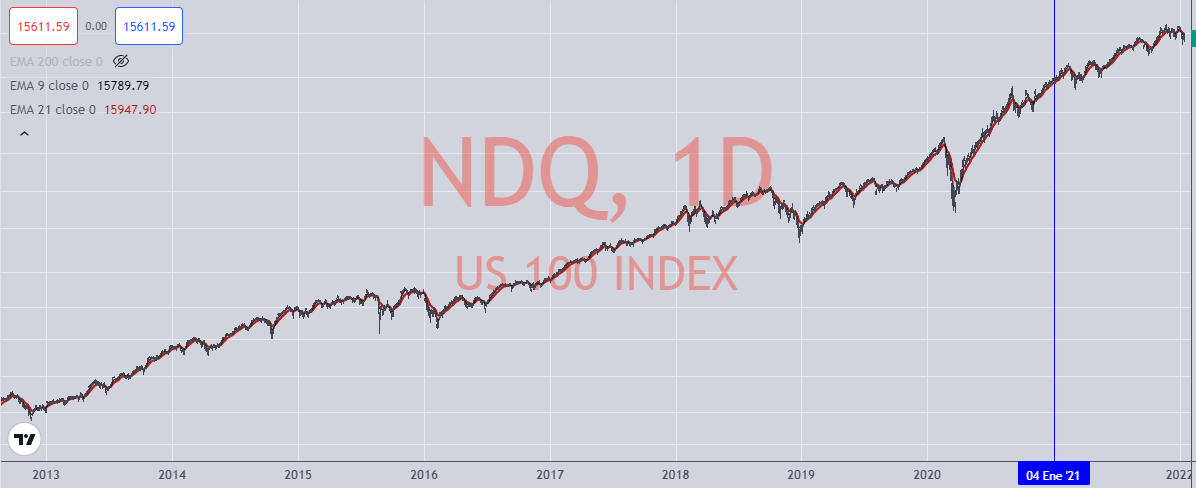 15611.59 0.00 15611.59
EMA 200 close 0
EMA 9 close 0 15789.79
EMA 21 close 0 15947.90
NDQ, 1D
US 100 INDEX
2013 2014 2015 2016 2017 2018 2019 2020 04 Ene '21 2022